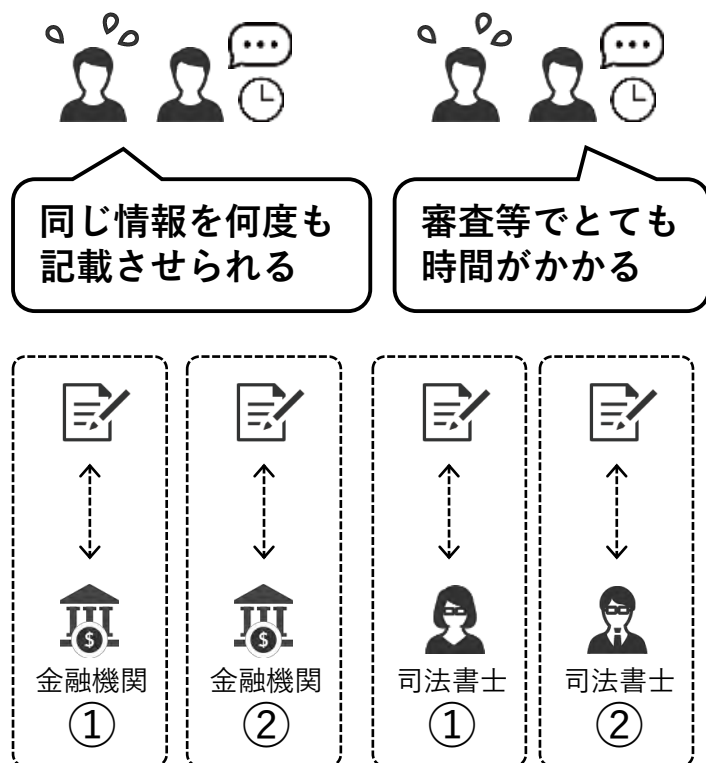 同じ情報を何度も
記載させられる
審査等でとても
時間がかかる
金融機関
①
金融機関
②
司法書士
①
司法書士
②